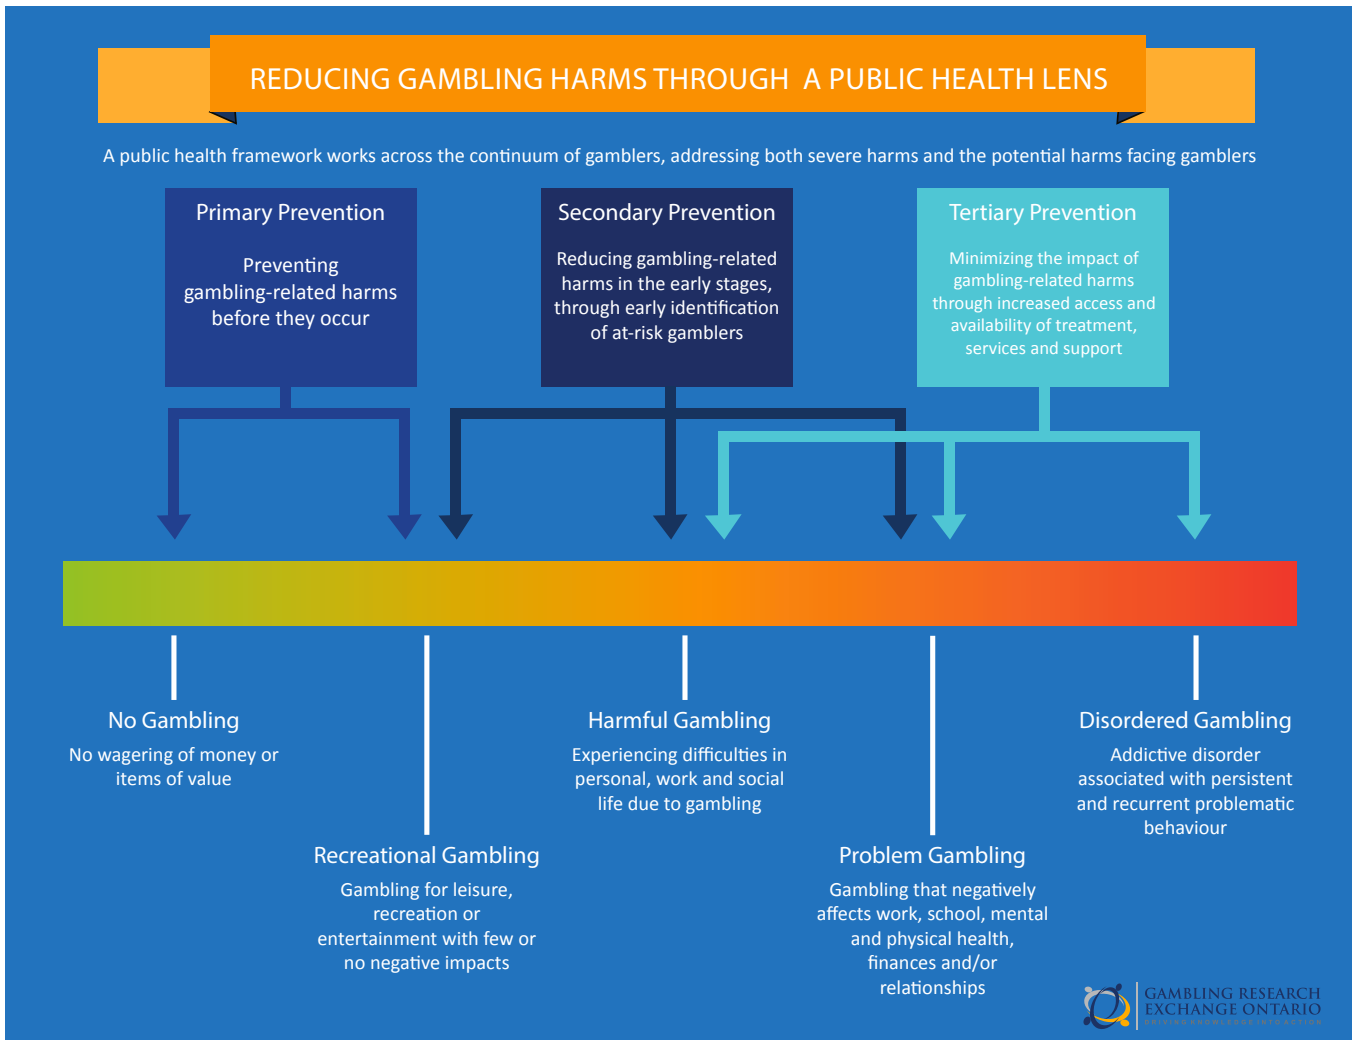 REDUCING GAMBLING HARMS THROUGH A PUBLIC HEALTH LENS
A public health framework works across the continuum of gamblers, addressing both severe harms and the potential harms facing gamblers
Primary Prevention
Preventing
gambling-related harms
before they occur
Secondary Prevention
Reducing gambling-related
harms in the early stages,
through early identification
of at-risk gamblers
Tertiary Prevention
Minimizing the impact of
gambling-related harms
through increased access and
availability of treatment,
services and support
No Gambling
No wagering of money or
items of value
Recreational Gambling
Gambling for leisure,
recreation or
entertainment with few or
no negative impacts
Harmful Gambling
Experiencing difficulties in
personal, work and social
life due to gambling
Problem Gambling
Gambling that negatively
affects work, school, mental
and physical health,
finances and/or
relationships
Disordered Gambling
Addictive disorder
associated with persistent
and recurrent problematic
behaviour
GAMBLING RESEARCH
EXCHANGE ONTARIO
DRIVING KNOWLEDGE INTO ACTION